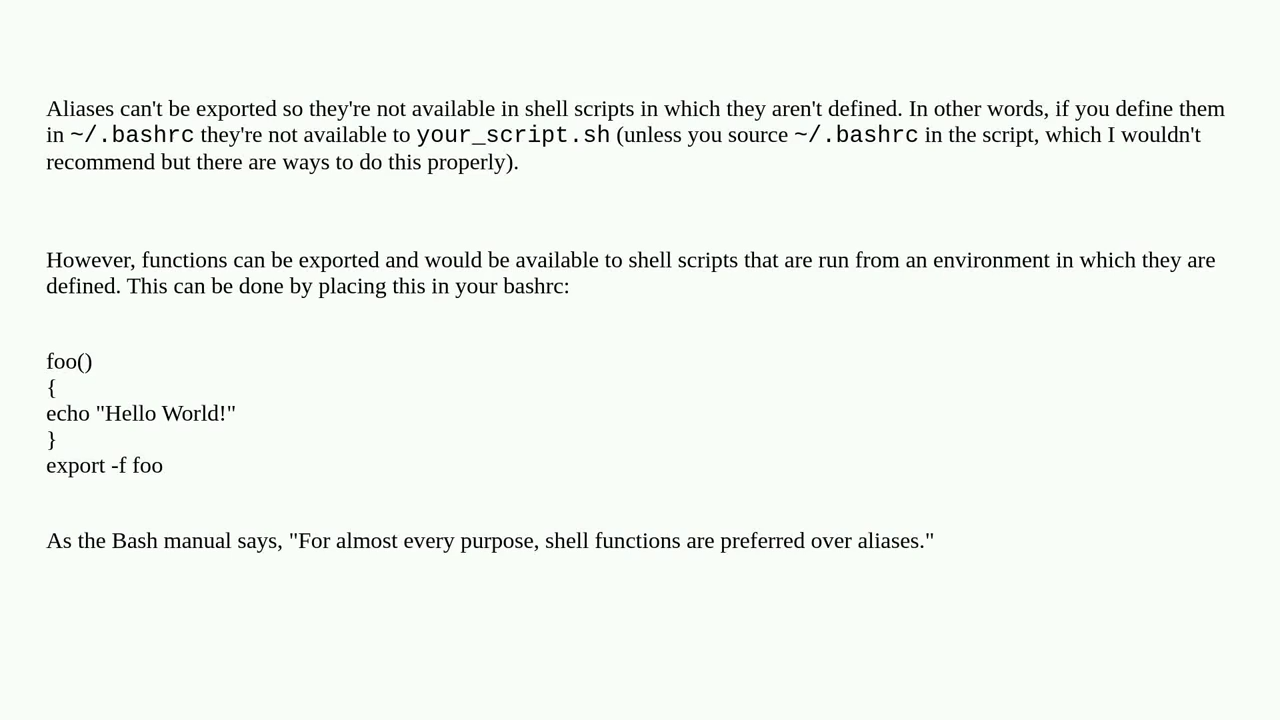 Aliases can't be exported so they're not available in shell scripts in which they aren't defined. In other words, if you define them
in ~/.bashrc they're not available to your_script.sh (unless you source ~/.bashrc in the script, which I wouldn't
recommend but there are ways to do this properly).
However, functions can be exported and would be available to shell scripts that are run from an environment in which they are
defined. This can be done by placing this in your bashrc:
foo()
{
echo "Hello World!"
}
export -f foo
As the Bash manual says, "For almost every purpose, shell functions are preferred over aliases."